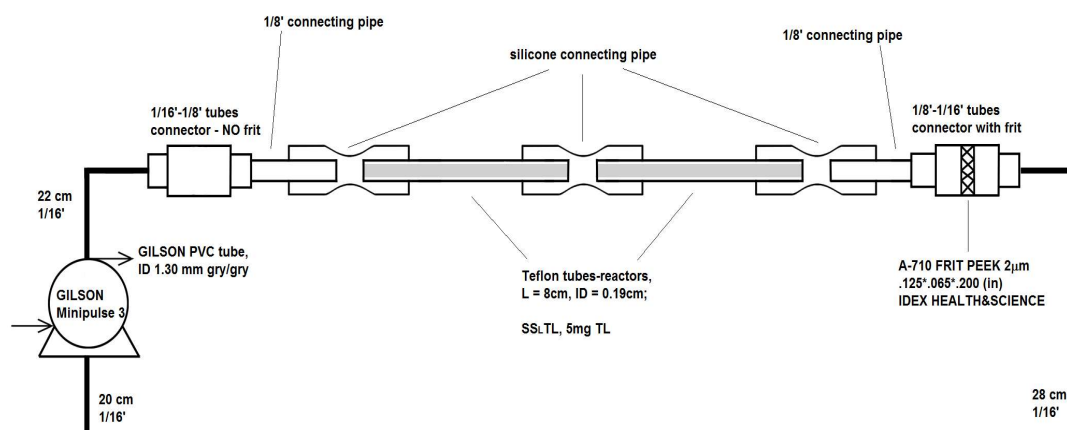 1/8' connecting pipe
silicone connecting pipe
1/8' connecting pipe
1/16'-1/8' tubes
connector - NO frit
1/8'-1/16' tubes
connector with frit
22 cm
1/16'
GILSON PVC tube,
ID 1.30 mm gry/gry
GILSON
Minipulse 3
Teflon tubes-reactors,
L = 8cm, ID = 0.19cm;
SSLTL, 5mg TL
A-710 FRIT PEEK 2μm
.125*.065*.200 (in)
IDEX HEALTH&SCIENCE
20 cm
1/16'
28 cm
1/16'